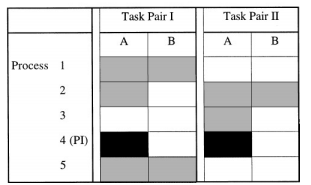 Task Pair I Task Pair II
A B A B
Process 1
2
3
4 (PI)
5